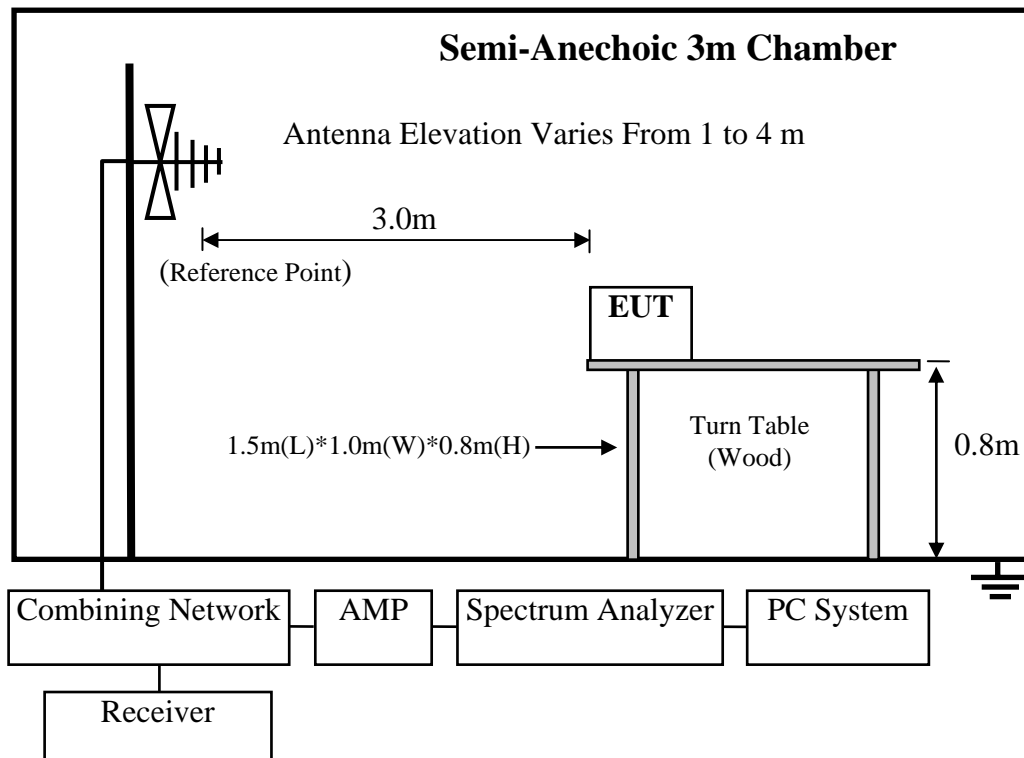 Semi-Anechoic 3m Chamber
Antenna Elevation Varies From 1 to 4 m
3.0m
(Reference Point)
EUT
1.5m(L)*1.0m(W)*0.8m(H)
Turn Table
(Wood)
0.8m
Combining Network
AMP
Spectrum Analyzer
PC System
Receiver